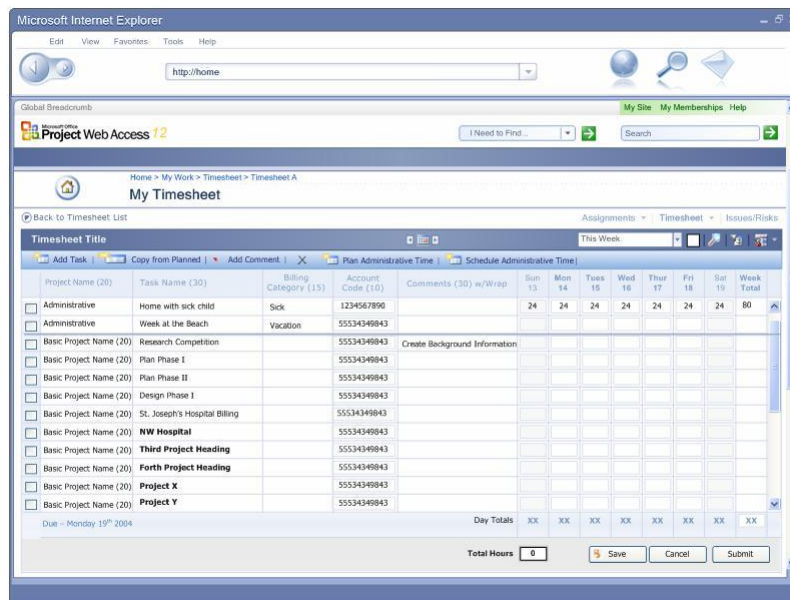 Microsoft Internet Explorer
Edit View Favorites Tools Help
http://home
Global Breadcrumb My Site My Memberships Help
Microsoft Office
Project Web Access 12 I Need to Find... Search
Home > My Work > Timesheet > Timesheet A
My Timesheet
Back to Timesheet List Assignments Timesheet Issues/Risks
Timesheet Title This Week
Add Task | Copy from Planned | Add Comment | X Plan Administrative Time | Schedule Administrative Time |
Project Name (20) Task Name (30) Billing Category (15) Account Code (10) Comments (30) w/Wrap Sun 13 Mon 14 Tues 15 Wed 16 Thur 17 Fri 18 Sat 19 Week Total
Administrative Home with sick child Sick 1234567890 24 24 24 24 24 24 24 80
Administrative Week at the Beach Vacation 55534349843
Basic Project Name (20) Research Competition 55534349843 Create Background Information
Basic Project Name (20) Plan Phase I 55534349843
Basic Project Name (20) Plan Phase II 55534349843
Basic Project Name (20) Design Phase I 55534349843
Basic Project Name (20) St. Joseph's Hospital Billing 55534349843
Basic Project Name (20) NW Hospital 55534349843
Basic Project Name (20) Third Project Heading 55534349843
Basic Project Name (20) Forth Project Heading 55534349843
Basic Project Name (20) Project X 55534349843
Basic Project Name (20) Project Y 55534349843
Due – Monday 19th 2004 Day Totals XX XX XX XX XX XX XX XX
Total Hours 0 Save Cancel Submit